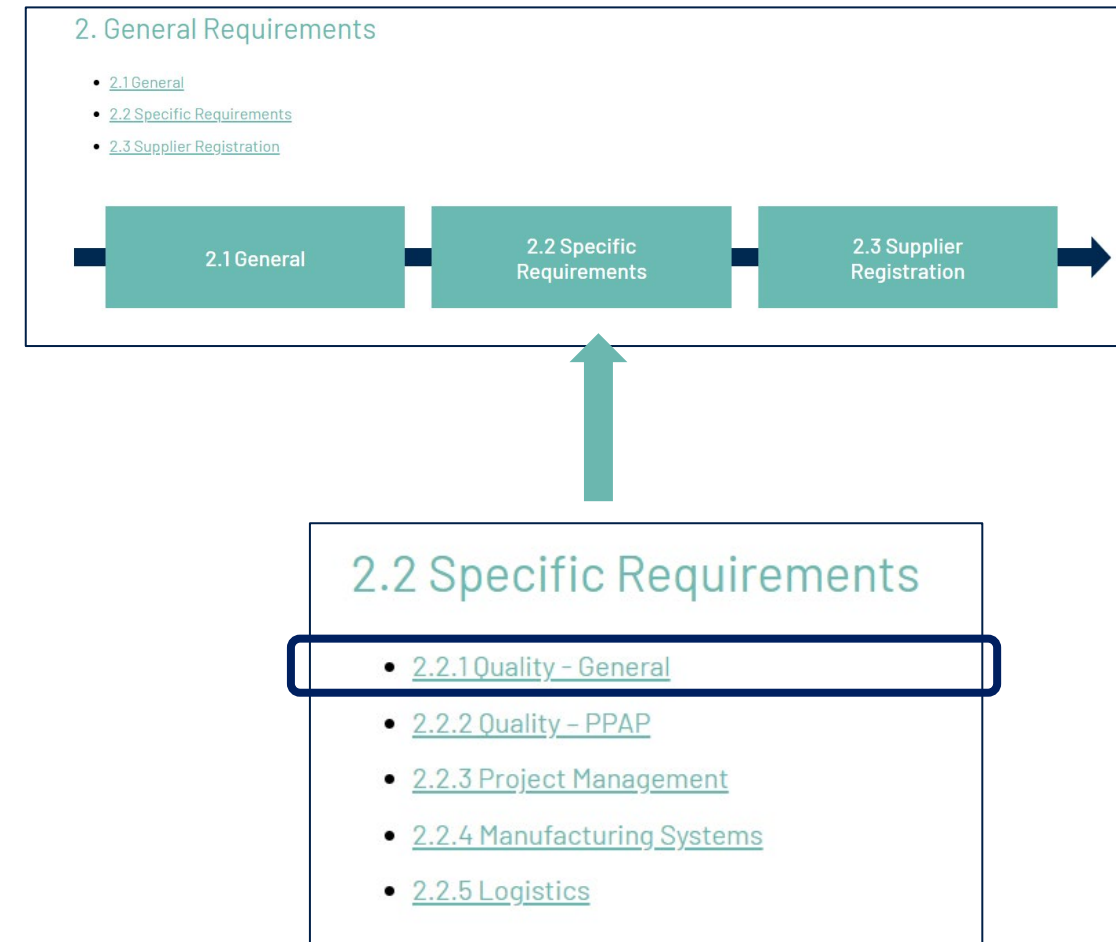 2. General Requirements
• 2.1 General
• 2.2 Specific Requirements
• 2.3 Supplier Registration
2.1 General
2.2 Specific
Requirements
2.3 Supplier
Registration
2.2 Specific Requirements
• 2.2.1 Quality - General
• 2.2.2 Quality – PPAP
• 2.2.3 Project Management
• 2.2.4 Manufacturing Systems
• 2.2.5 Logistics